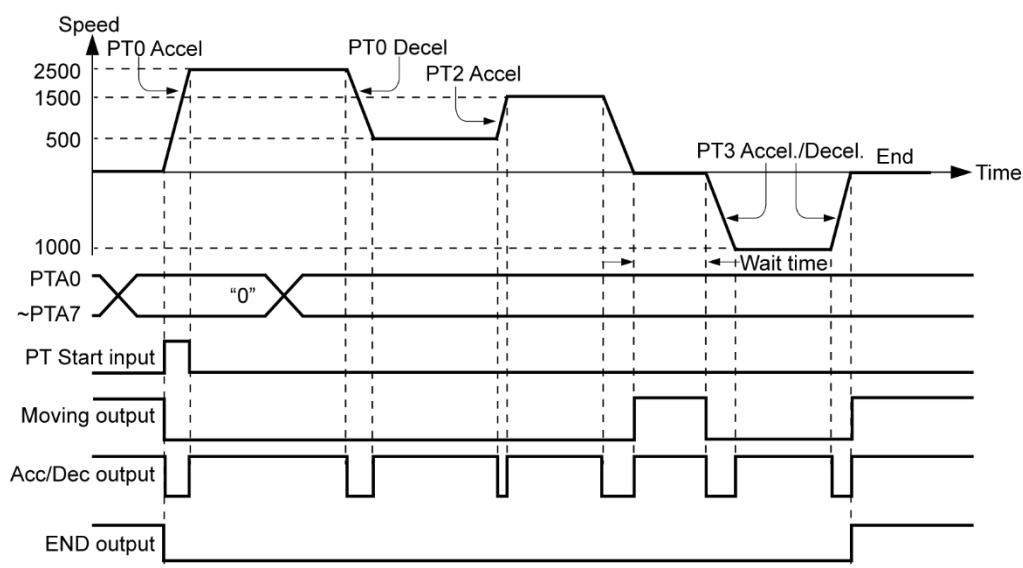 Speed
PT0 Accel
PT0 Decel
PT2 Accel
2500
1500
500
PT3 Accel./Decel.
End
Time
1000
Wait time
PTA0
~PTA7
“0”
PT Start input
Moving output
Acc/Dec output
END output